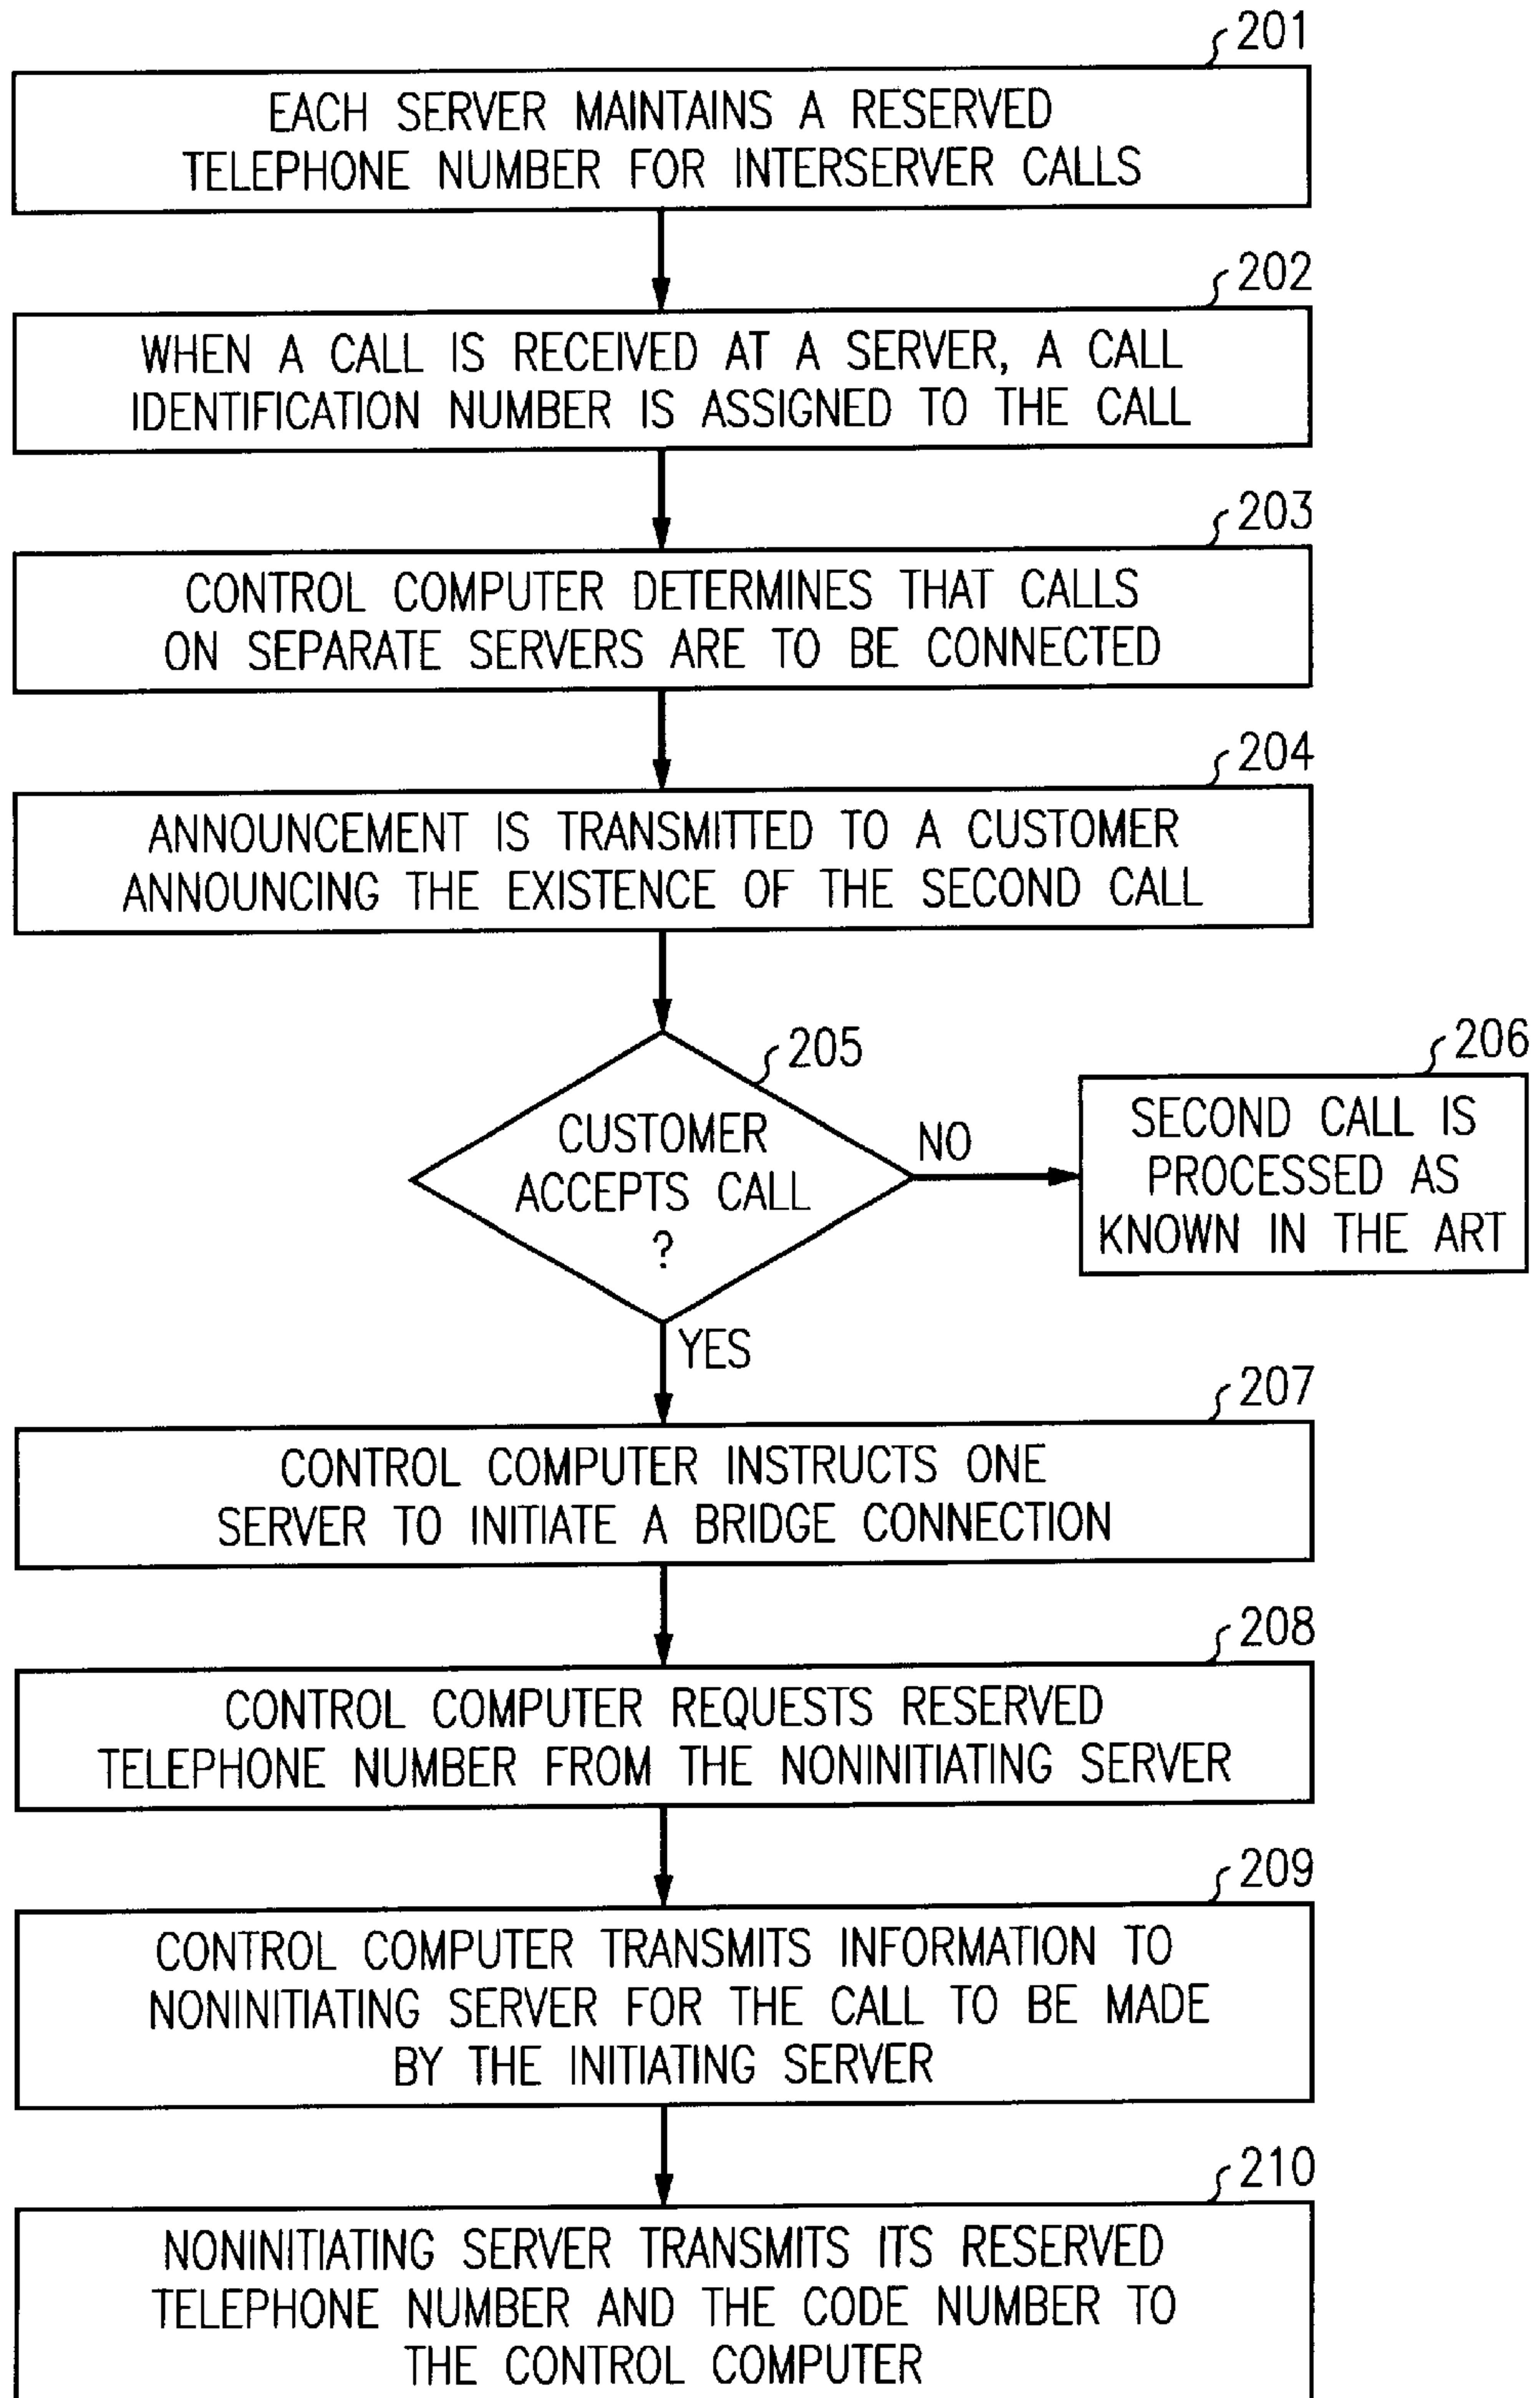 201
EACH SERVER MAINTAINS A RESERVED
TELEPHONE NUMBER FOR INTERSERVER CALLS
202
WHEN A CALL IS RECEIVED AT A SERVER, A CALL
IDENTIFICATION NUMBER IS ASSIGNED TO THE CALL
203
CONTROL COMPUTER DETERMINES THAT CALLS
ON SEPARATE SERVERS ARE TO BE CONNECTED
204
ANNOUNCEMENT IS TRANSMITTED TO A CUSTOMER
ANNOUNCING THE EXISTENCE OF THE SECOND CALL
205
CUSTOMER
ACCEPTS CALL
?
NO
206
SECOND CALL IS
PROCESSED AS
KNOWN IN THE ART
YES
207
CONTROL COMPUTER INSTRUCTS ONE
SERVER TO INITIATE A BRIDGE CONNECTION
208
CONTROL COMPUTER REQUESTS RESERVED
TELEPHONE NUMBER FROM THE NONINITIATING SERVER
209
CONTROL COMPUTER TRANSMITS INFORMATION TO
NONINITIATING SERVER FOR THE CALL TO BE MADE
BY THE INITIATING SERVER
210
NONINITIATING SERVER TRANSMITS ITS RESERVED
TELEPHONE NUMBER AND THE CODE NUMBER TO
THE CONTROL COMPUTER